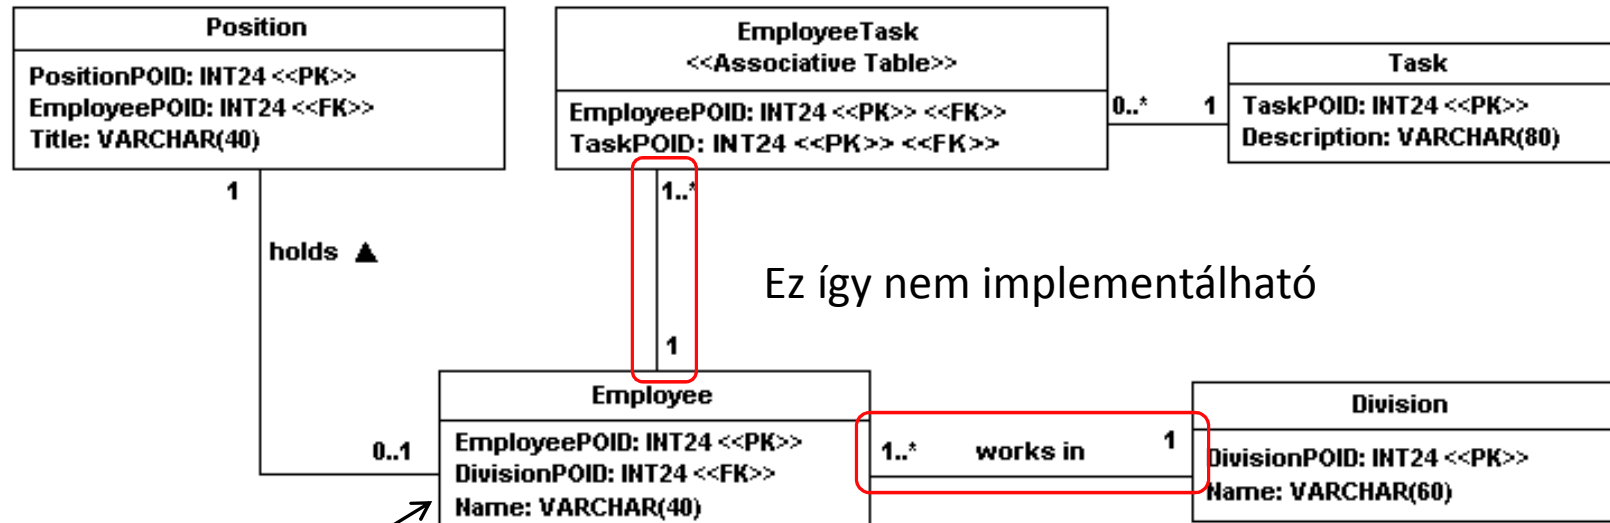 Position
PositionPOID: INT24 <<PK>>
EmployeePOID: INT24 <<FK>>
Title: VARCHAR(40)
EmployeeTask
<<Associative Table>>
EmployeePOID: INT24 <<PK>> <<FK>>
TaskPOID: INT24 <<PK>> <<FK>>
0..*
1
Task
TaskPOID: INT24 <<PK>>
Description: VARCHAR(80)
1
1..*
holds ▲
Ez így nem implementálható
1
0..1
Employee
EmployeePOID: INT24 <<PK>>
DivisionPOID: INT24 <<FK>>
Name: VARCHAR(40)
1..*
works in
1
Division
DivisionPOID: INT24 <<PK>>
Name: VARCHAR(60)